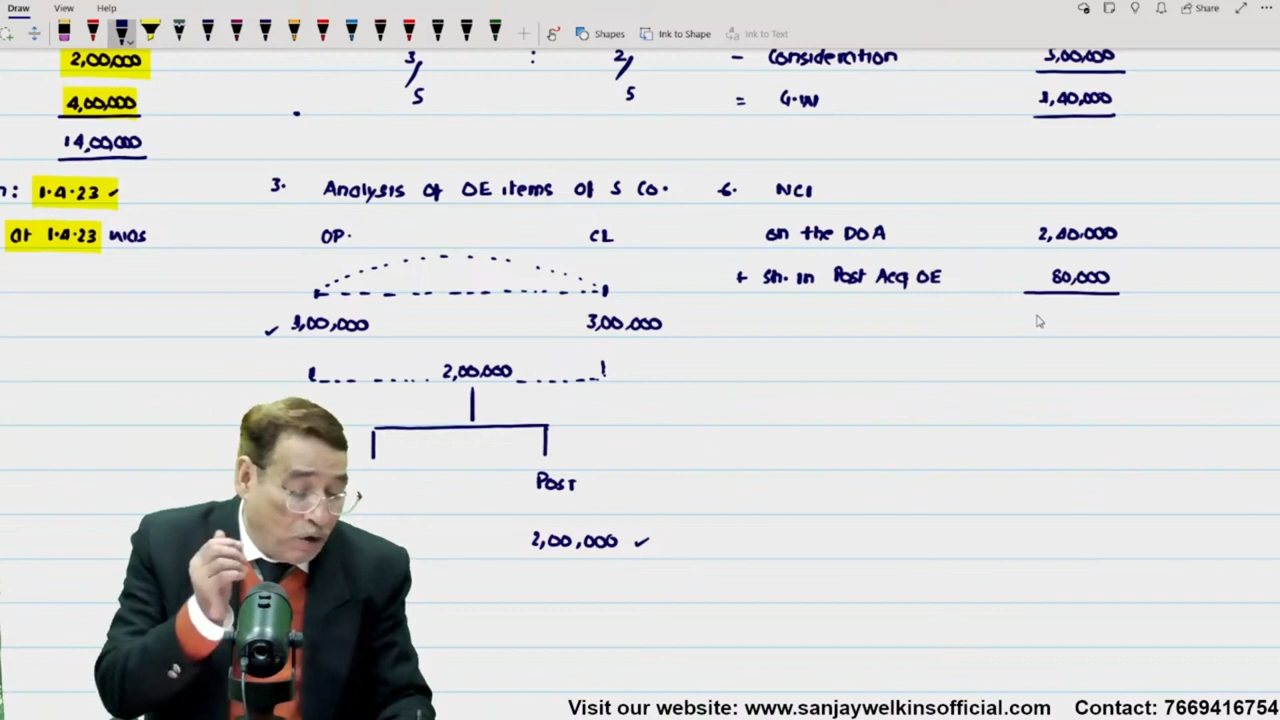 Draw View Help
Share
Shapes Ink to Shape Ink to Text
2,00,000
4,00,000
14,00,000
n: 1.4.23 ✓
at 1.4.23 was
3/5 : 2/5
3. Analysis of OE items of S Co.
OP. CL
✓ 1,00,000 3,00,000
2,00,000
Post
2,00,000 ✓
- Consideration 3,00,000
= G.W 1,40,000
6. NCI
on the DOA 2,40,000
+ Sh. in Post Acq OE 80,000
Visit our website: www.sanjaywelkinsofficial.com Contact: 7669416754